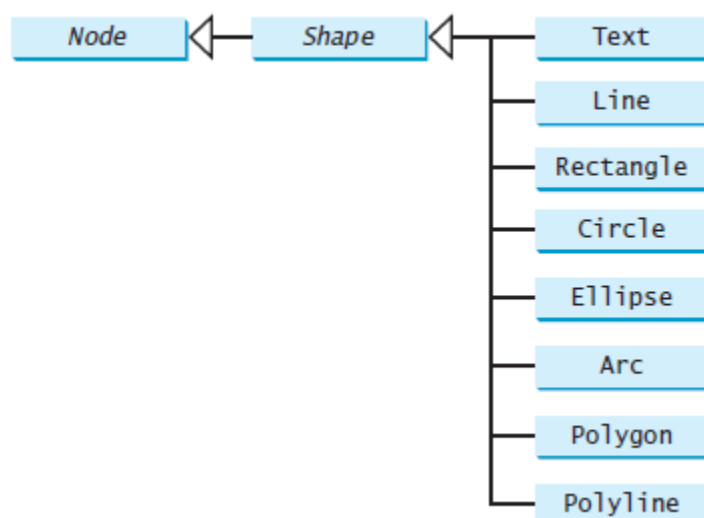 Node
Shape
Text
Line
Rectangle
Circle
Ellipse
Arc
Polygon
Polyline